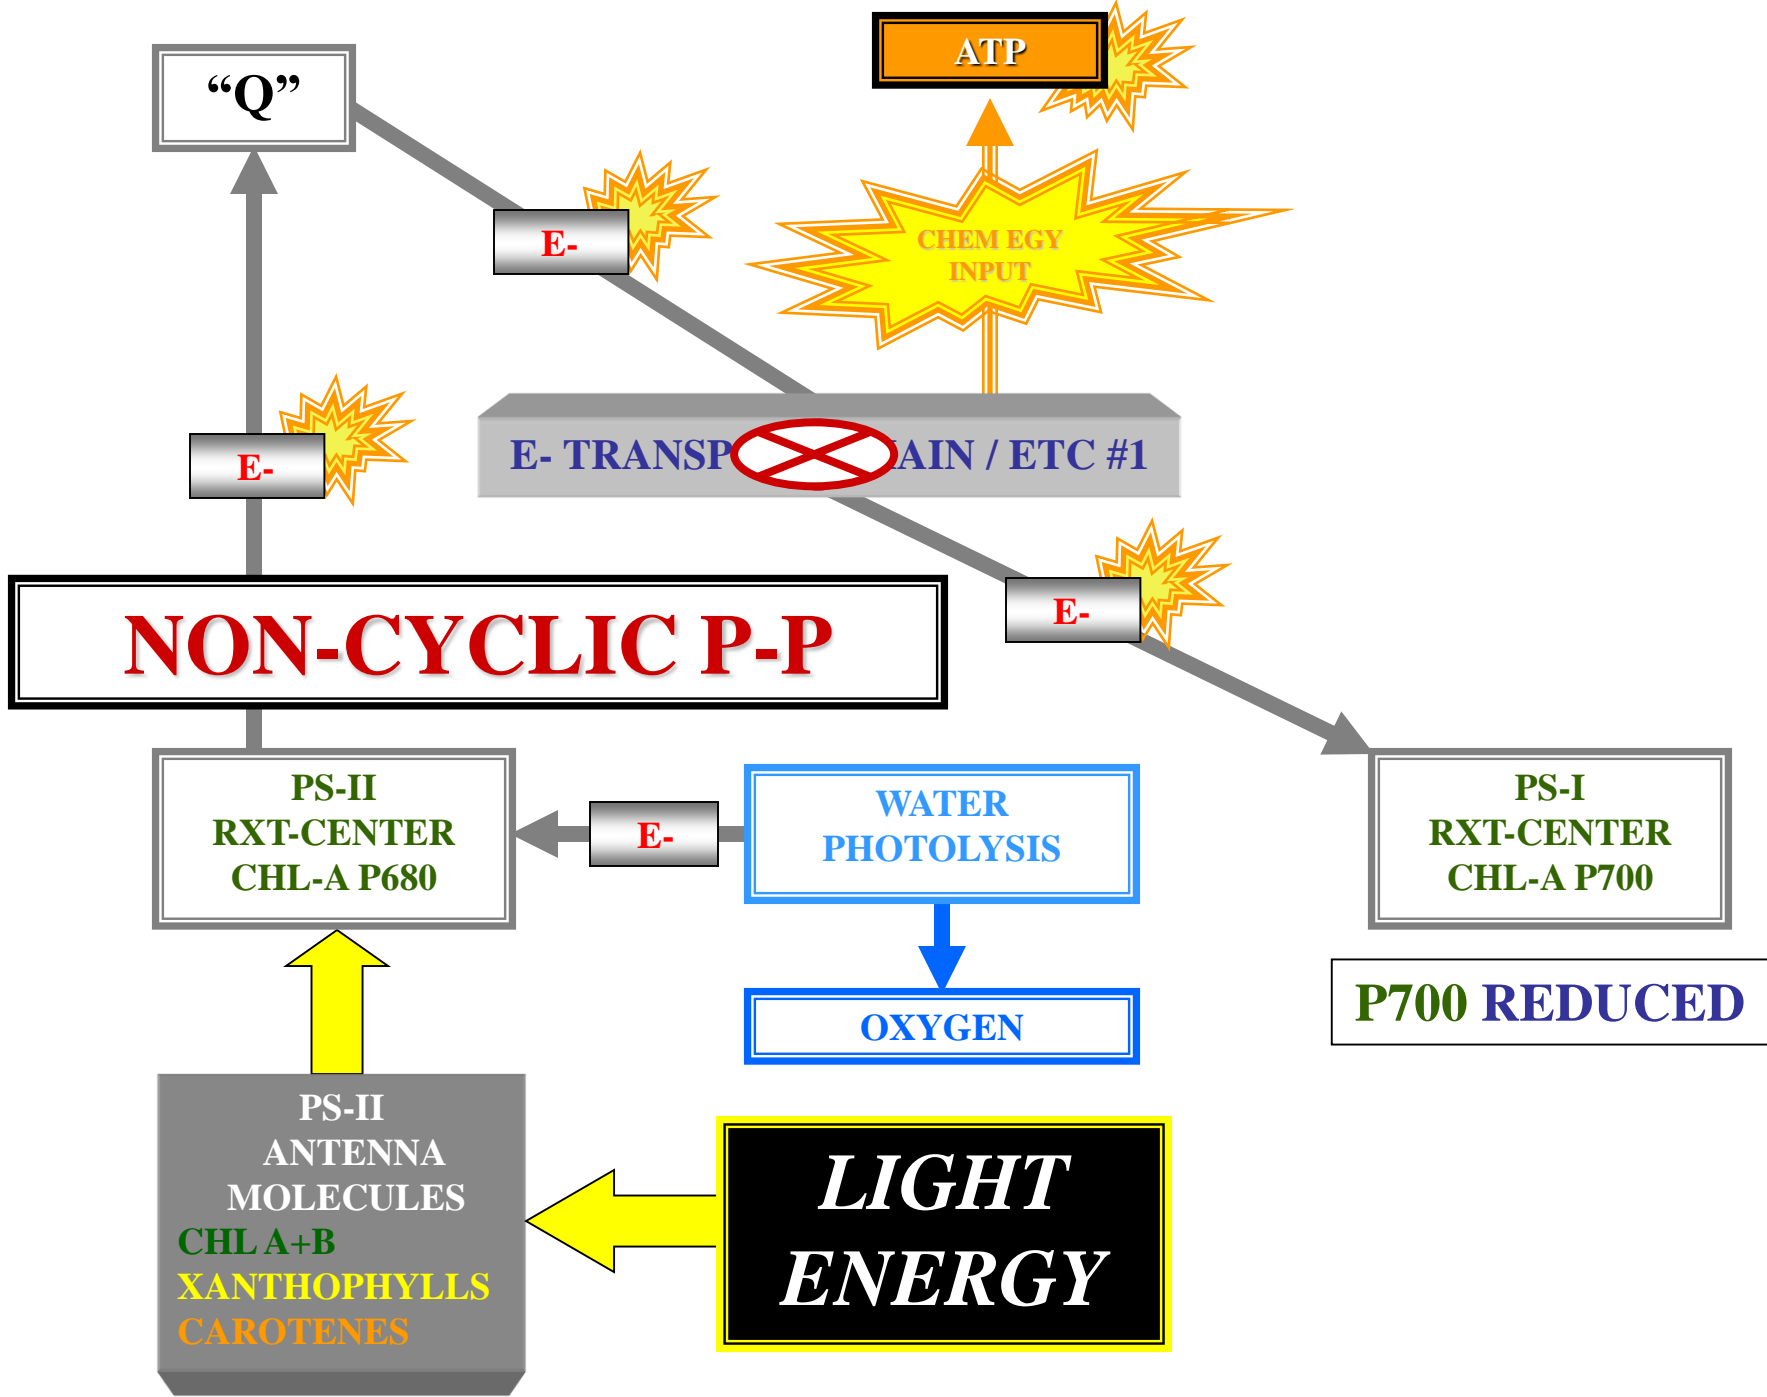 ATP
“Q”
E-
CHEM EGY
INPUT
E-
E- TRANSP AIN / ETC #1
E-
NON-CYCLIC P-P
PS-II
RXT-CENTER
CHL-A P680
E-
WATER
PHOTOLYSIS
PS-I
RXT-CENTER
CHL-A P700
OXYGEN
P700 REDUCED
PS-II
ANTENNA
MOLECULES
CHL A+B
XANTHOPHYLLS
CAROTENES
LIGHT
ENERGY